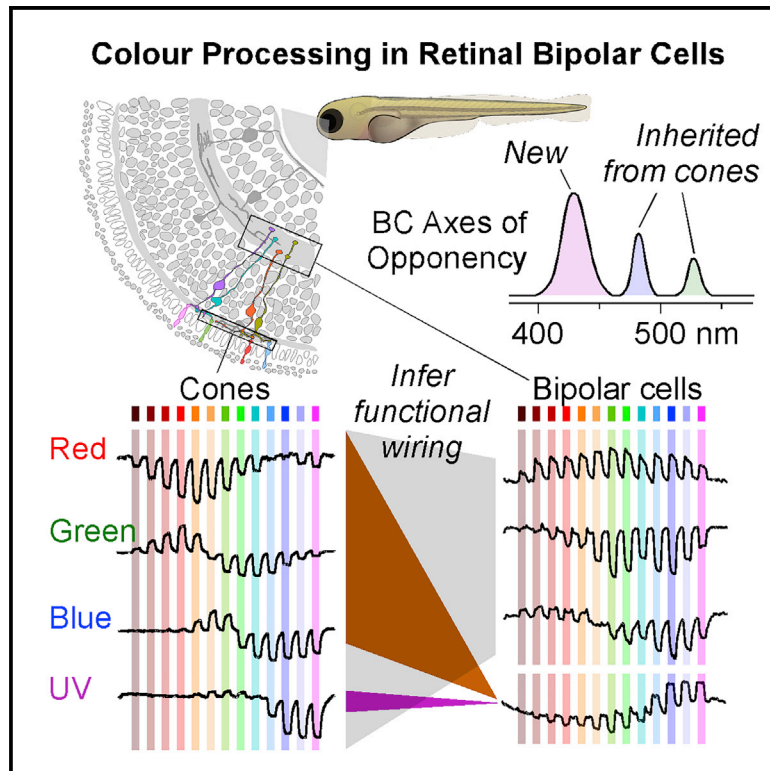 Colour Processing in Retinal Bipolar Cells
New
Inherited
from cones
BC Axes of
Opponency
400
500 nm
Cones
Infer
functional
wiring
Bipolar cells
Red
Green
Blue
UV